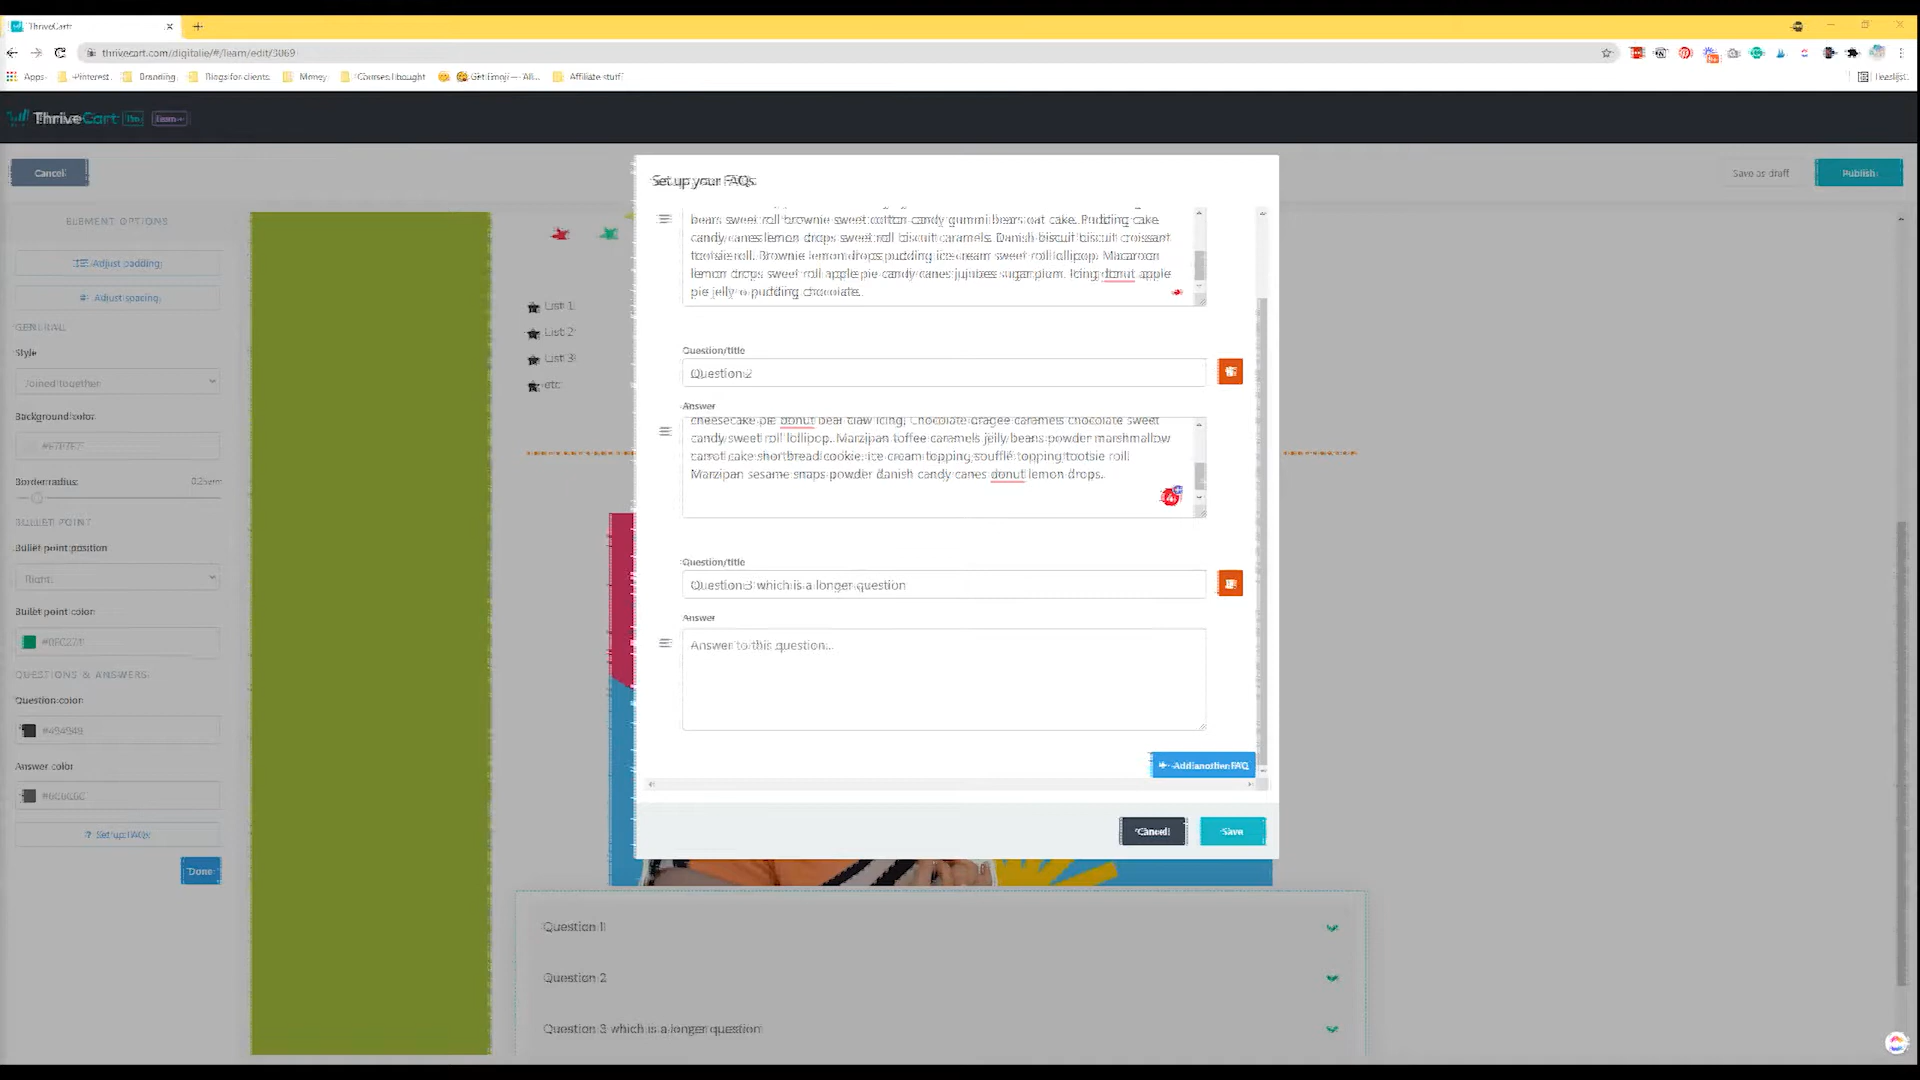 ThriveCart
thrivecart.com/digitalie/#/learn/edit/3069
Apps
Pinterest
Branding
Blogs for clients
Money
Courses bought
Get Emoji — All...
Affiliate stuff
ThriveCart
Learn+
Cancel
Save as draft
Publish
ELEMENT OPTIONS
Adjust padding
Adjust spacing
GENERAL
Style
Joined together
Background color
Border radius
0.25em
BULLET POINT
Bullet point position
Right
Bullet point color
QUESTIONS & ANSWERS
Question color
#494949
Answer color
? Set up FAQs
Done
List 1
List 2
List 3
etc
Set up your FAQs
bears sweet roll brownie sweet cotton candy gummi bears oat cake. Pudding cake
candy canes lemon drops sweet roll biscuit caramels. Danish biscuit biscuit croissant
tootsie roll. Brownie lemon drops pudding ice cream sweet roll lollipop. Macaroon
lemon drops sweet roll apple pie candy canes jujubes sugar plum. Icing donut apple
pie jelly-o pudding chocolate.
Question/title
Question 2
Answer
cheesecake pie donut bear claw icing. Chocolate dragée caramels chocolate sweet
candy sweet roll lollipop. Marzipan toffee caramels jelly beans powder marshmallow
carrot cake shortbread cookie. Ice cream topping soufflé topping tootsie roll.
Marzipan sesame snaps powder danish candy canes donut lemon drops.
Question/title
Question 3 which is a longer question
Answer
Answer to this question...
Add another FAQ
Cancel
Save
Question 1
Question 2
Question 3 which is a longer question